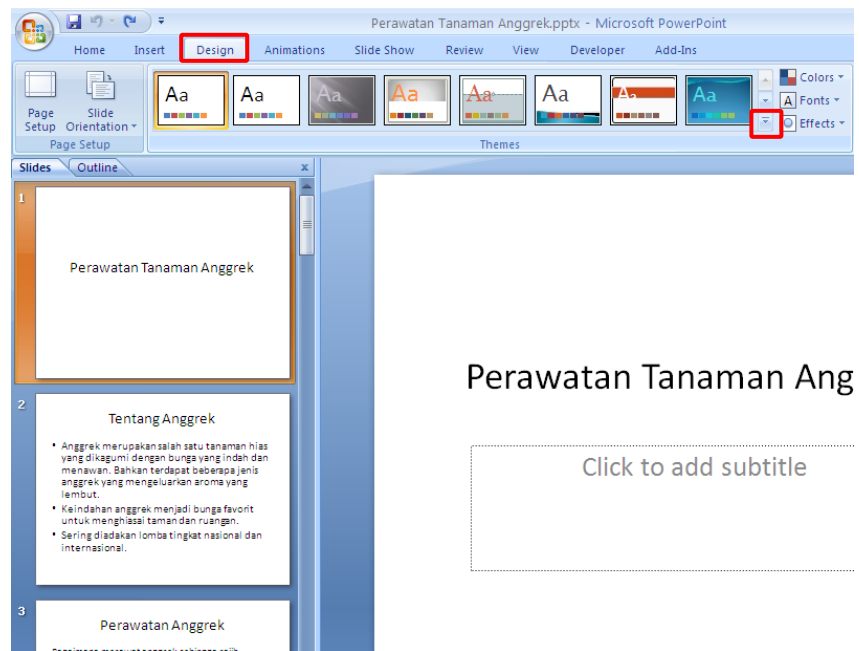 Perawatan Tanaman Anggrek.pptx - Microsoft PowerPoint
Home Insert Design Animations Slide Show Review View Developer Add-Ins
Page Setup
Slide Orientation
Aa Aa Aa Aa Aa Aa Aa Aa
Colors
Fonts
Effects
Page Setup
Themes
Slides Outline x
1
Perawatan Tanaman Anggrek
2
Tentang Anggrek
• Anggrek merupakan salah satu tanaman hias
yang dikagumi dengan bunga yang indah dan
menawan. Bahkan terdapat beberapa jenis
anggrek yang mengeluarkan aroma yang
lembut.
• Keindahan anggrek menjadi bunga favorit
untuk menghiasai taman dan ruangan.
• Sering diadakan lomba tingkat nasional dan
internasional.
3
Perawatan Anggrek
Perawatan Tanaman Ang
Click to add subtitle